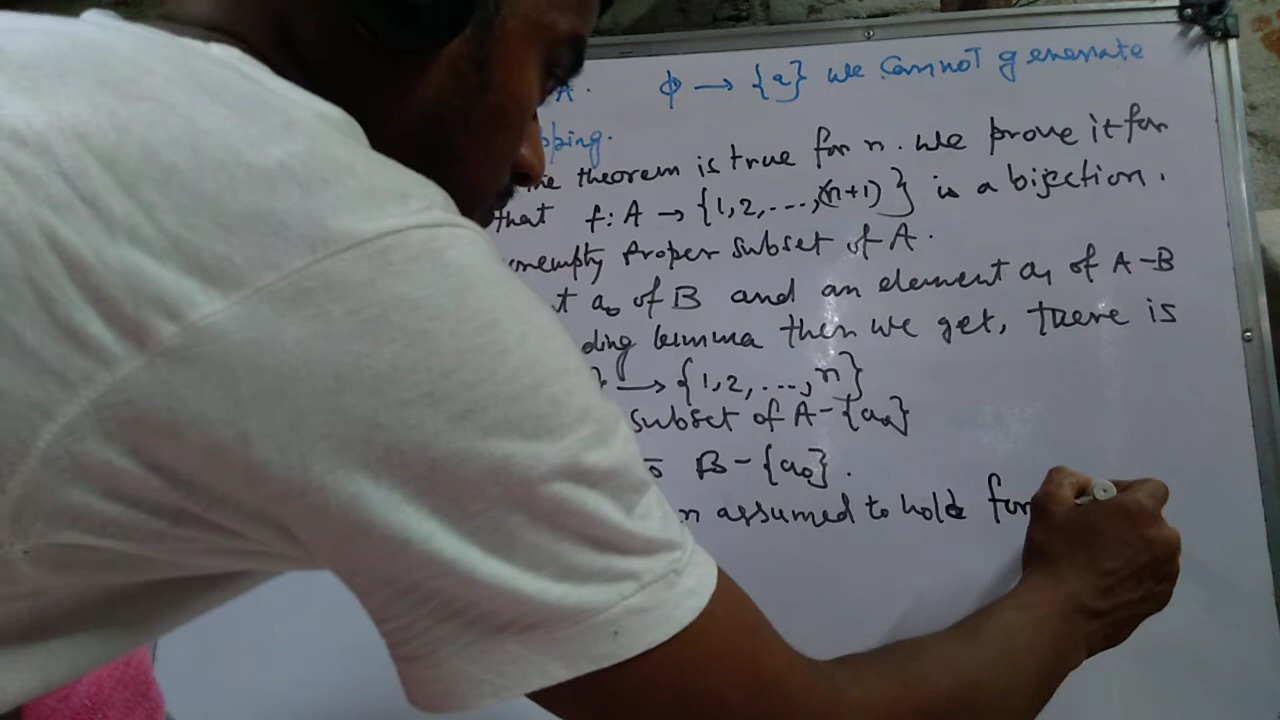 A. ϕ → {a} we cannot generate
pping.
the theorem is true for n. We prove it for
that f: A → {1,2,...,(n+1)} is a bijection.
nempty Proper subset of A.
t a₀ of B and an element a₁ of A-B
ding lemma then we get, there is
} → {1,2,...,n}
subset of A-{a₀}
B-{a₀}.
n assumed to hold for